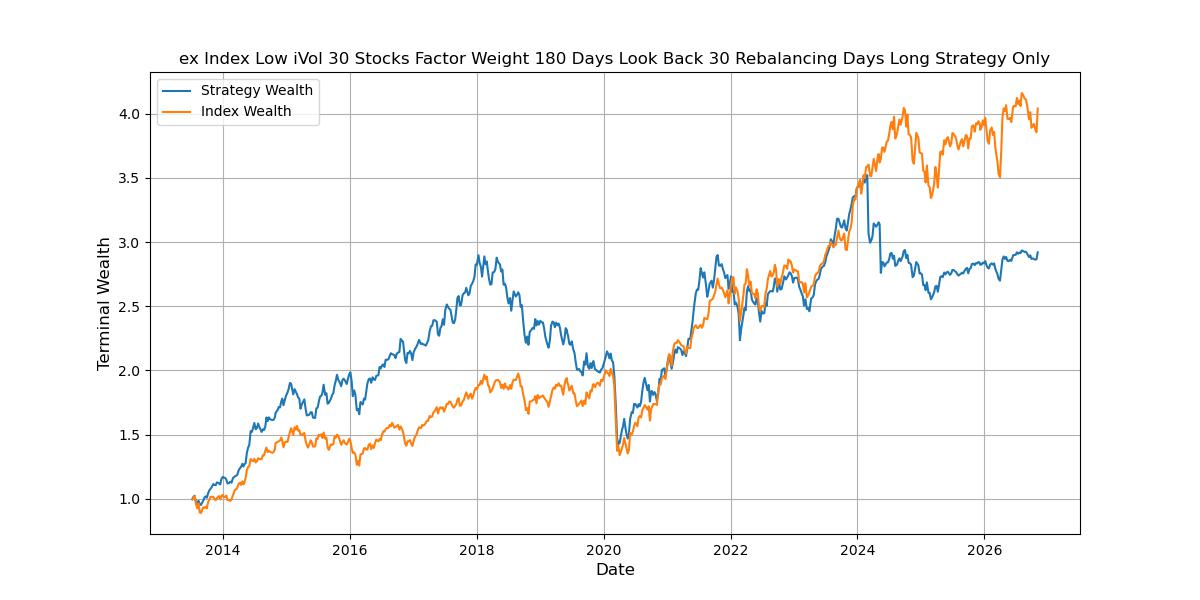 ex Index Low iVol 30 Stocks Factor Weight 180 Days Look Back 30 Rebalancing Days Long Strategy Only
Strategy Wealth
Index Wealth
Terminal Wealth
4.0
3.5
3.0
2.5
2.0
1.5
1.0
2014 2016 2018 2020 2022 2024 2026
Date